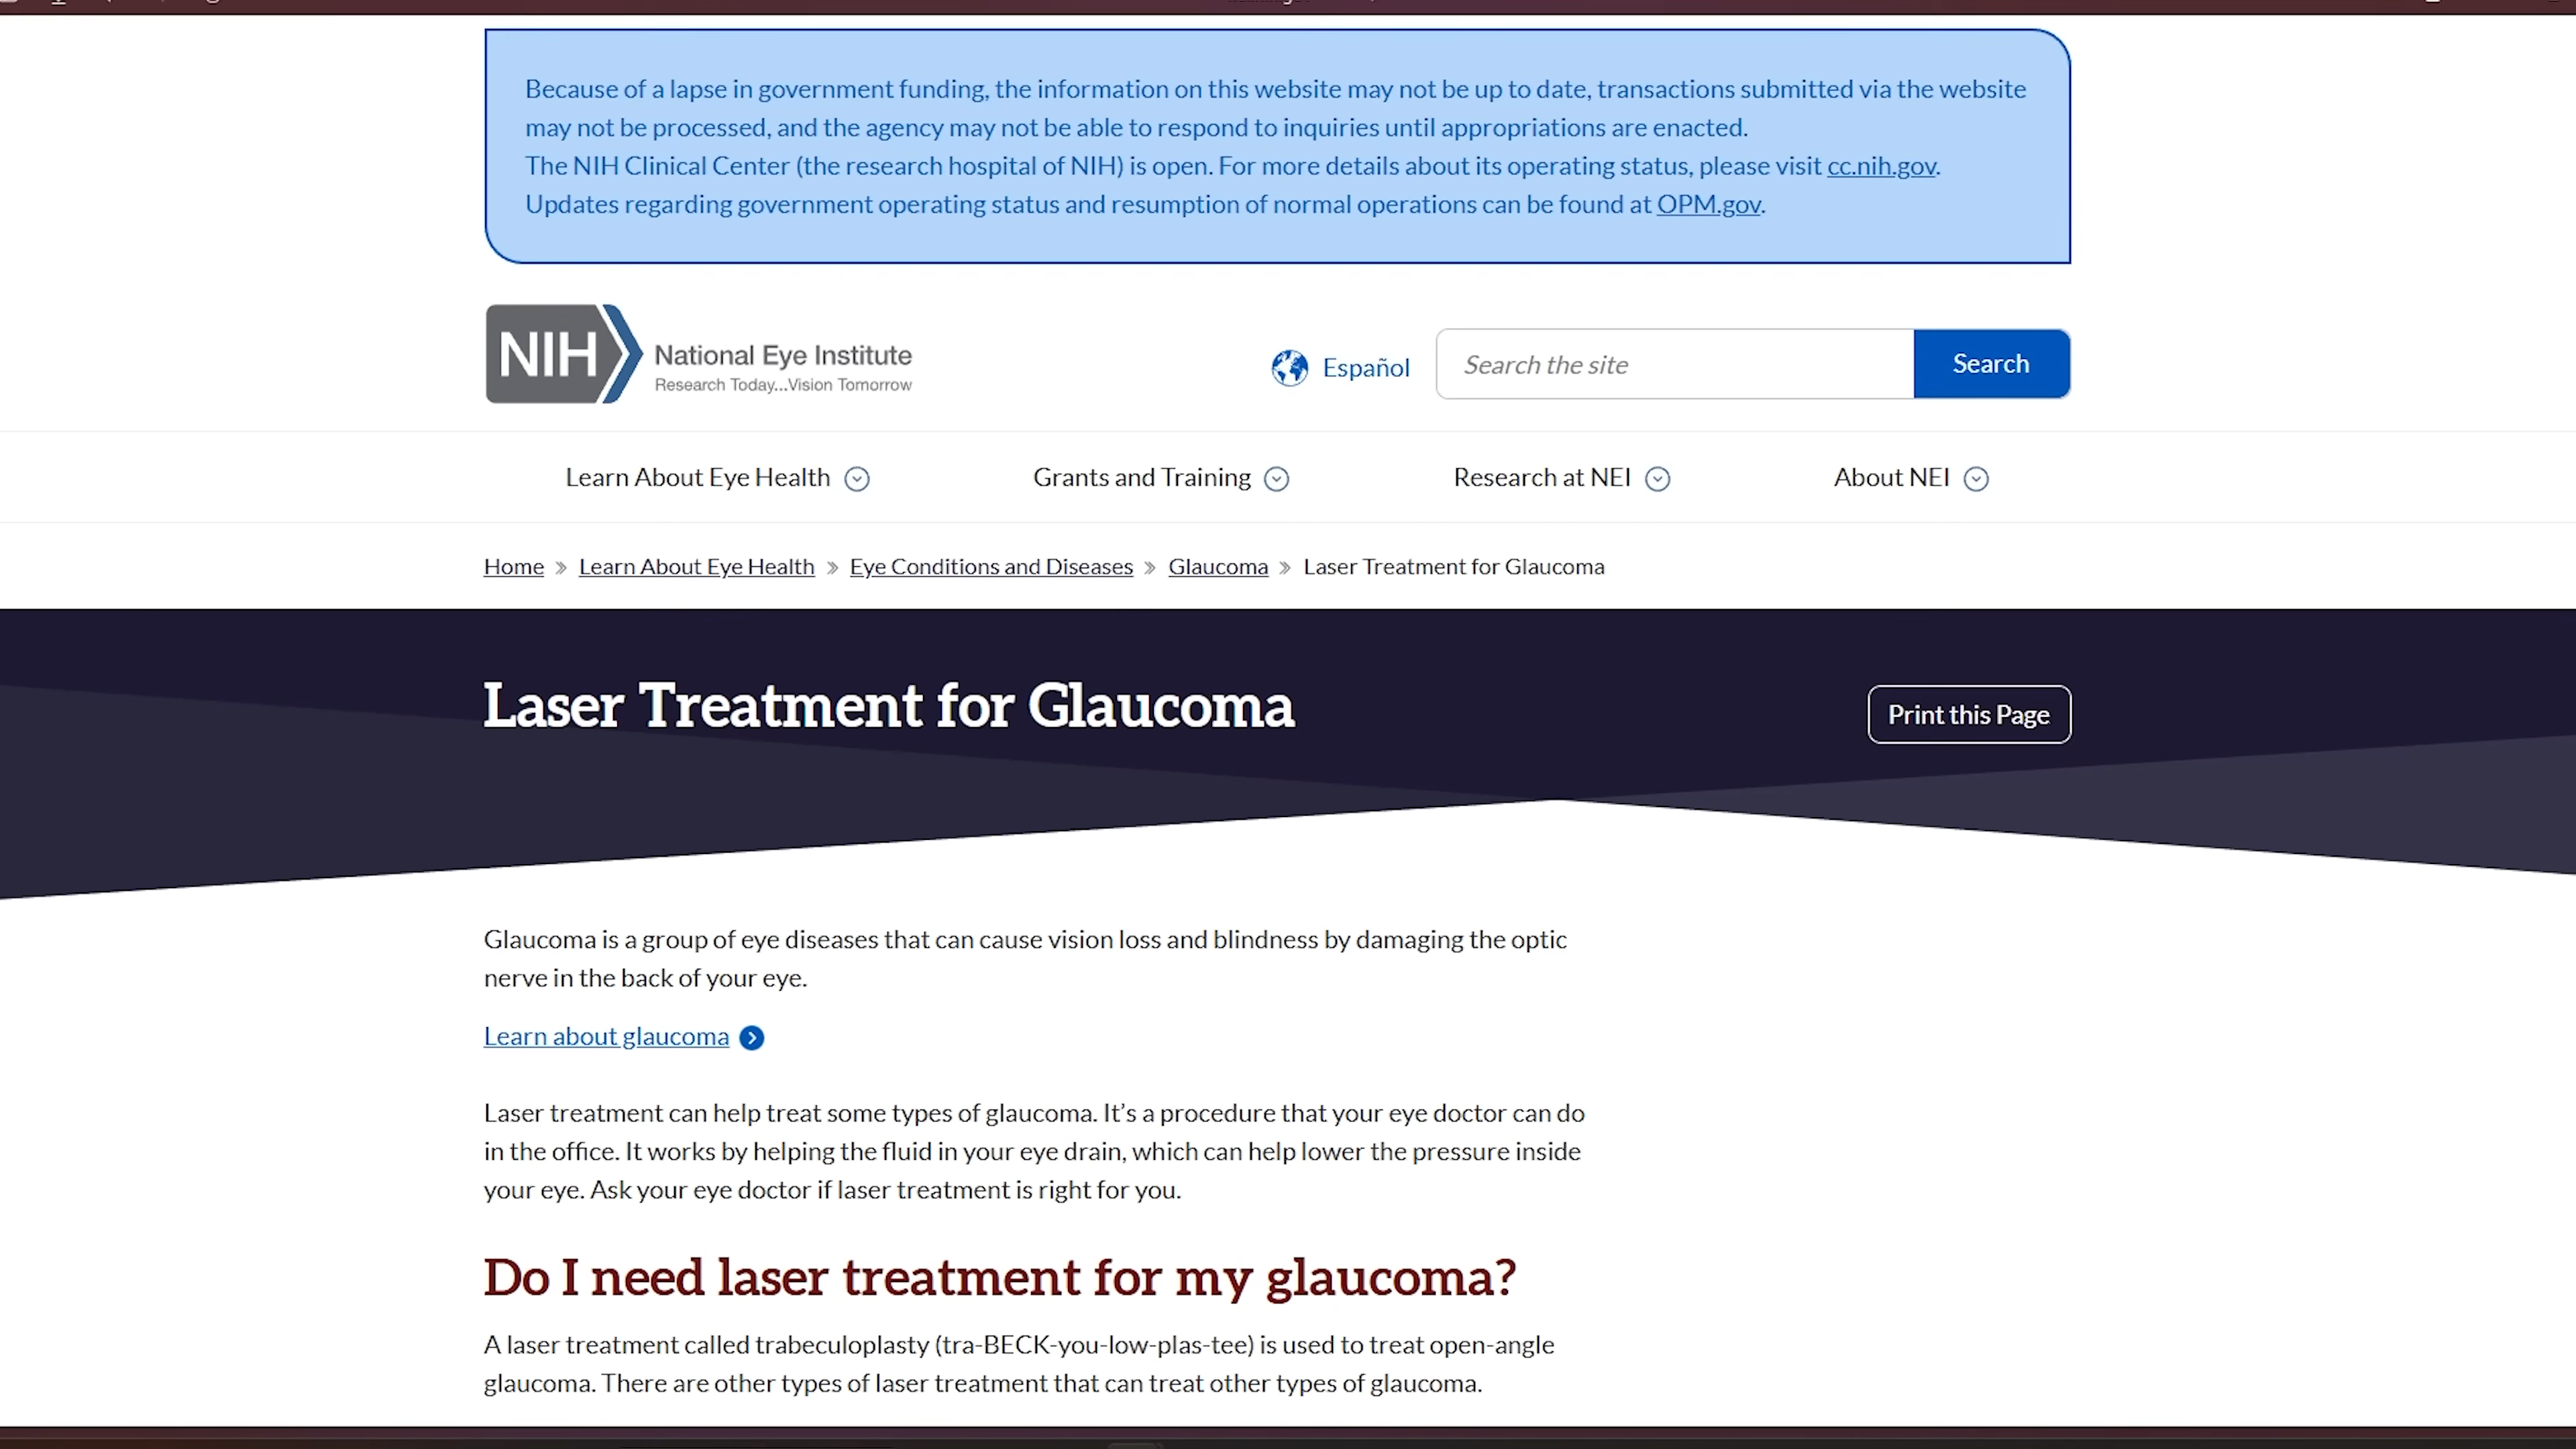 Because of a lapse in government funding, the information on this website may not be up to date, transactions submitted via the website
may not be processed, and the agency may not be able to respond to inquiries until appropriations are enacted.
The NIH Clinical Center (the research hospital of NIH) is open. For more details about its operating status, please visit cc.nih.gov.
Updates regarding government operating status and resumption of normal operations can be found at OPM.gov.
NIH National Eye Institute
Research Today...Vision Tomorrow
Español
Search the site
Search
Learn About Eye Health
Grants and Training
Research at NEI
About NEI
Home » Learn About Eye Health » Eye Conditions and Diseases » Glaucoma » Laser Treatment for Glaucoma
Laser Treatment for Glaucoma
Print this Page
Glaucoma is a group of eye diseases that can cause vision loss and blindness by damaging the optic
nerve in the back of your eye.
Learn about glaucoma
Laser treatment can help treat some types of glaucoma. It’s a procedure that your eye doctor can do
in the office. It works by helping the fluid in your eye drain, which can help lower the pressure inside
your eye. Ask your eye doctor if laser treatment is right for you.
Do I need laser treatment for my glaucoma?
A laser treatment called trabeculoplasty (tra-BECK-you-low-plas-tee) is used to treat open-angle
glaucoma. There are other types of laser treatment that can treat other types of glaucoma.